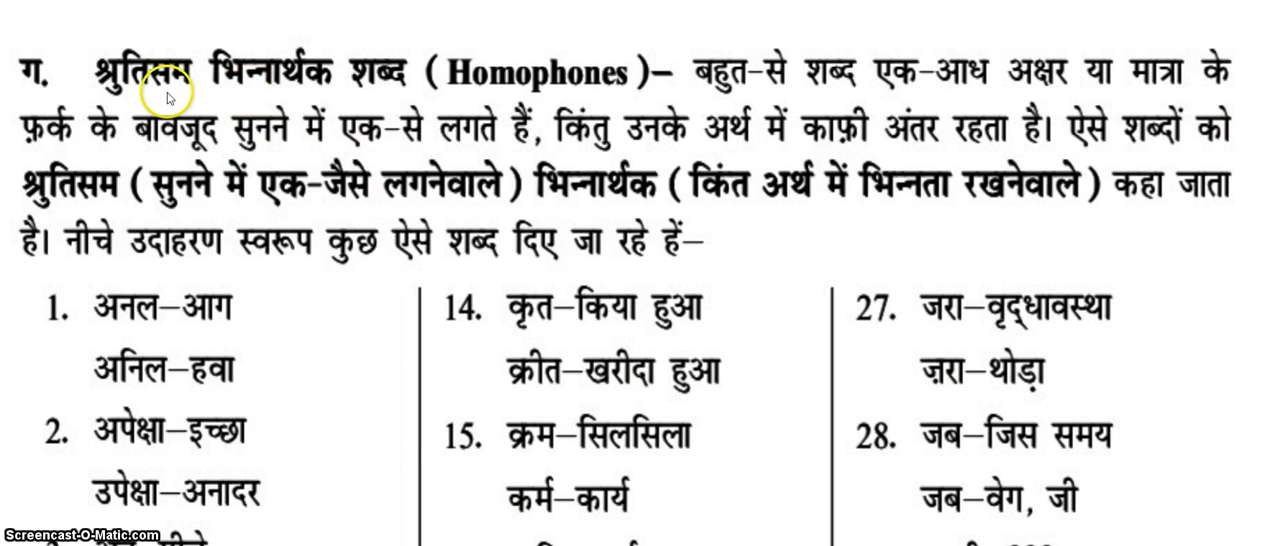 ग. श्रुतिसम भिन्नार्थक शब्द ( Homophones )– बहुत-से शब्द एक-आध अक्षर या मात्रा के
फ़र्क के बावजूद सुनने में एक-से लगते हैं, किंतु उनके अर्थ में काफ़ी अंतर रहता है। ऐसे शब्दों को
श्रुतिसम ( सुनने में एक-जैसे लगनेवाले ) भिन्नार्थक ( किंत अर्थ में भिन्नता रखनेवाले ) कहा जाता
है। नीचे उदाहरण स्वरूप कुछ ऐसे शब्द दिए जा रहे हें–
1. अनल–आग
अनिल–हवा
2. अपेक्षा–इच्छा
उपेक्षा–अनादर
14. कृत–किया हुआ
क्रीत–खरीदा हुआ
15. क्रम–सिलसिला
कर्म–कार्य
27. जरा–वृद्धावस्था
ज़रा–थोड़ा
28. जब–जिस समय
जब–वेग, जी
Screencast-O-Matic.com